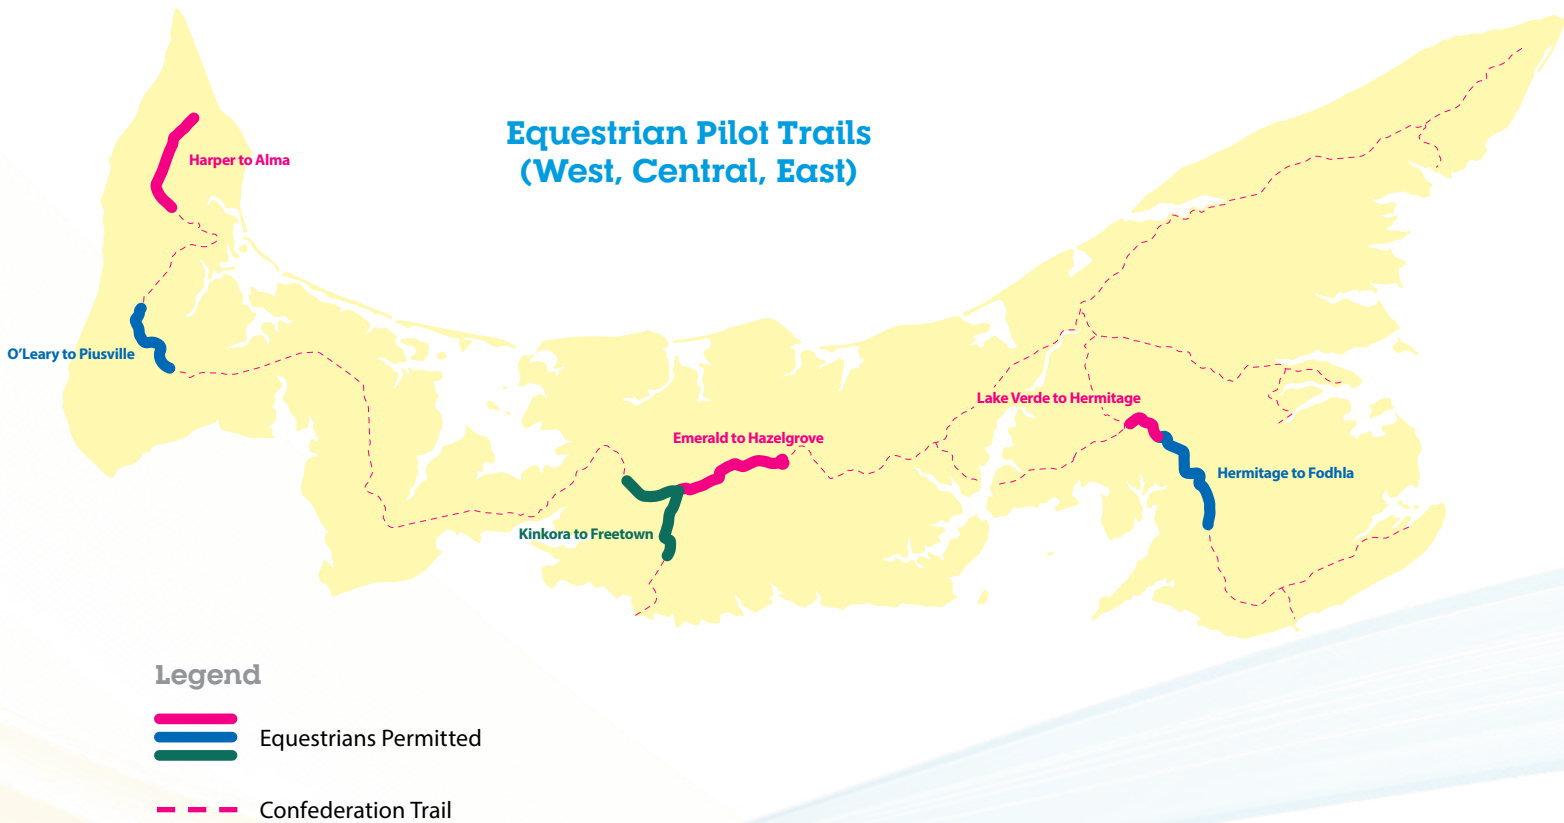 Equestrian Pilot Trails
(West, Central, East)
Harper to Alma
O'Leary to Piusville
Lake Verde to Hermitage
Emerald to Hazelgrove
Hermitage to Fodhla
Kinkora to Freetown
Legend
Equestrians Permitted
Confederation Trail